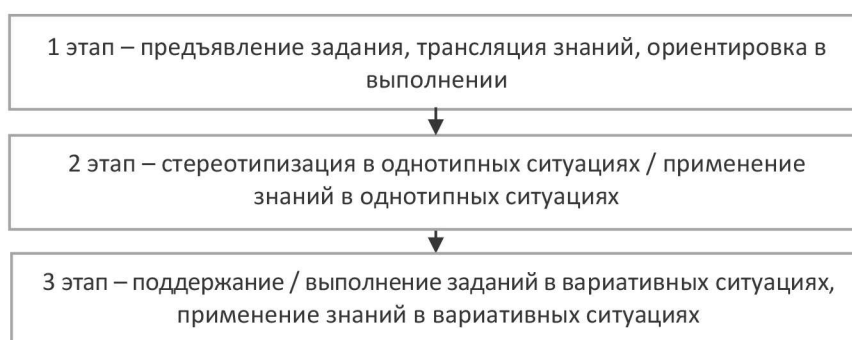 1 этап – предъявление задания, трансляция знаний, ориентировка в
выполнении
2 этап – стереотипизация в однотипных ситуациях / применение
знаний в однотипных ситуациях
3 этап – поддержание / выполнение заданий в вариативных ситуациях,
применение знаний в вариативных ситуациях